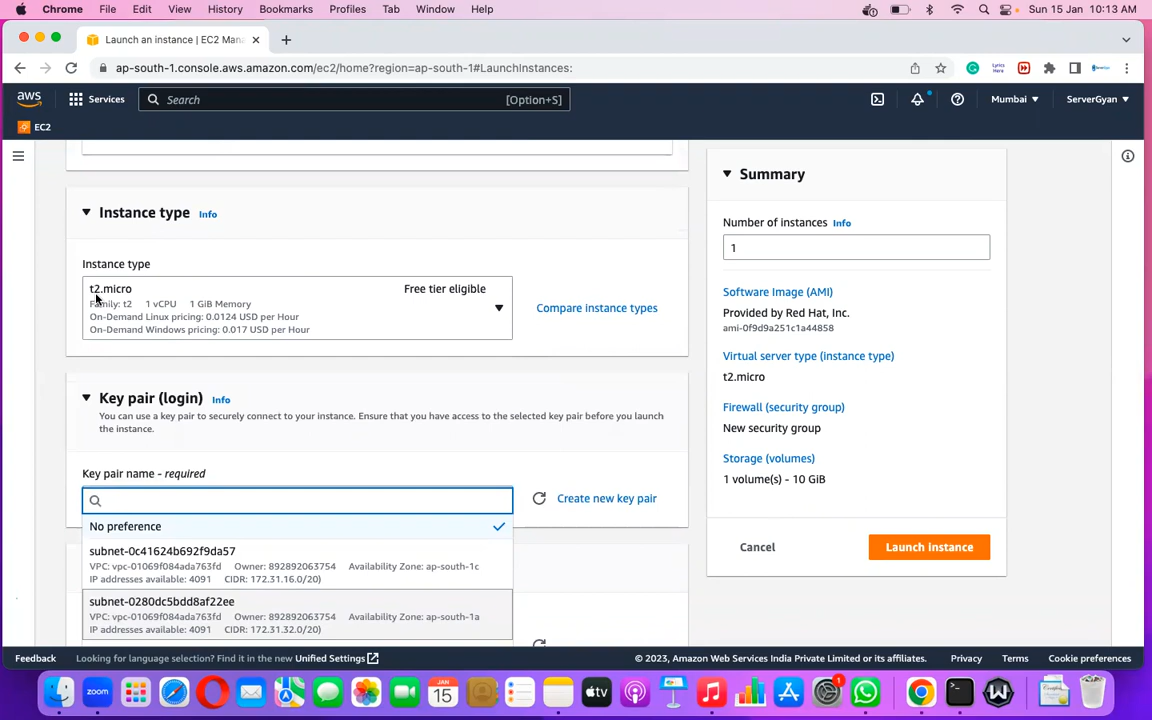 Chrome File Edit View History Bookmarks Profiles Tab Window Help Sun 15 Jan 10:13 AM
Launch an instance | EC2 Mana
ap-south-1.console.aws.amazon.com/ec2/home?region=ap-south-1#LaunchInstances:
aws Services Search [Option+S] Mumbai ServerGyan
EC2
Instance type Info
Instance type
t2.micro Free tier eligible
Family: t2 1 vCPU 1 GiB Memory
On-Demand Linux pricing: 0.0124 USD per Hour
On-Demand Windows pricing: 0.017 USD per Hour
Compare instance types
Key pair (login) Info
You can use a key pair to securely connect to your instance. Ensure that you have access to the selected key pair before you launch
the instance.
Key pair name - required
Create new key pair
No preference
subnet-0c41624b692f9da57
VPC: vpc-01069f084ada763fd Owner: 892892063754 Availability Zone: ap-south-1c
IP addresses available: 4091 CIDR: 172.31.16.0/20)
subnet-0280dc5bdd8af22ee
VPC: vpc-01069f084ada763fd Owner: 892892063754 Availability Zone: ap-south-1a
IP addresses available: 4091 CIDR: 172.31.32.0/20)
Summary
Number of instances Info
1
Software Image (AMI)
Provided by Red Hat, Inc.
ami-0f9d9a251c1a44858
Virtual server type (instance type)
t2.micro
Firewall (security group)
New security group
Storage (volumes)
1 volume(s) - 10 GiB
Cancel Launch instance
Feedback Looking for language selection? Find it in the new Unified Settings © 2023, Amazon Web Services India Private Limited or its affiliates. Privacy Terms Cookie preferences
zoom JAN 15 tv 1